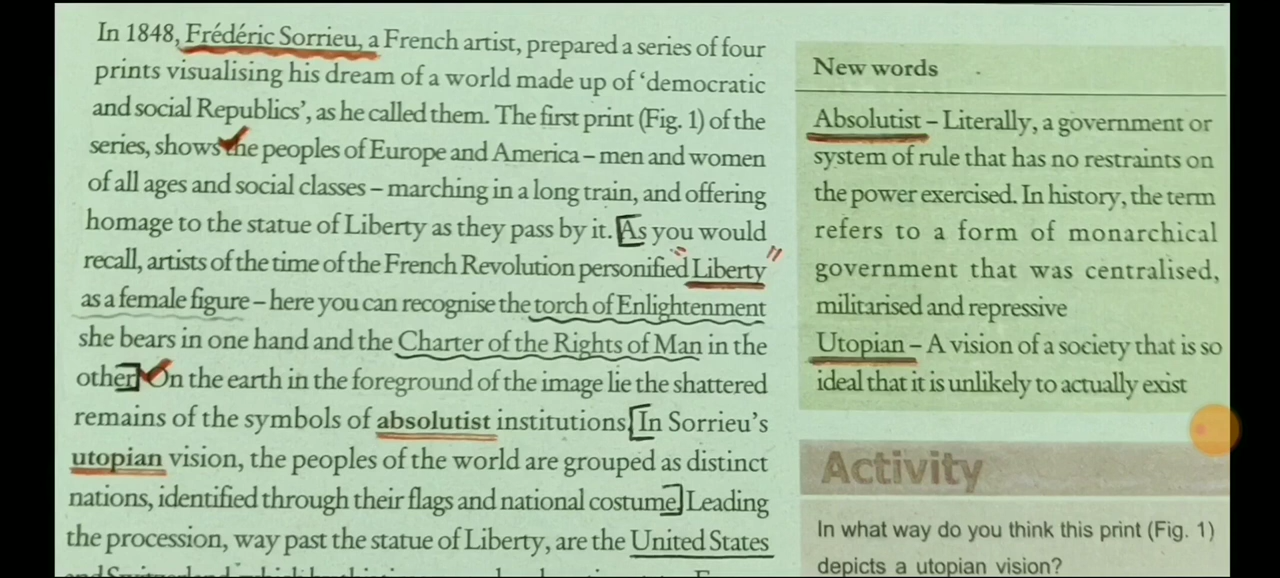 In 1848, Frédéric Sorrieu, a French artist, prepared a series of four
prints visualising his dream of a world made up of ‘democratic
and social Republics’, as he called them. The first print (Fig. 1) of the
series, shows the peoples of Europe and America – men and women
of all ages and social classes – marching in a long train, and offering
homage to the statue of Liberty as they pass by it. As you would
recall, artists of the time of the French Revolution personified Liberty
as a female figure – here you can recognise the torch of Enlightenment
she bears in one hand and the Charter of the Rights of Man in the
other. On the earth in the foreground of the image lie the shattered
remains of the symbols of absolutist institutions. In Sorrieu’s
utopian vision, the peoples of the world are grouped as distinct
nations, identified through their flags and national costume. Leading
the procession, way past the statue of Liberty, are the United States
New words
Absolutist – Literally, a government or
system of rule that has no restraints on
the power exercised. In history, the term
refers to a form of monarchical
government that was centralised,
militarised and repressive
Utopian – A vision of a society that is so
ideal that it is unlikely to actually exist
Activity
In what way do you think this print (Fig. 1)
depicts a utopian vision?